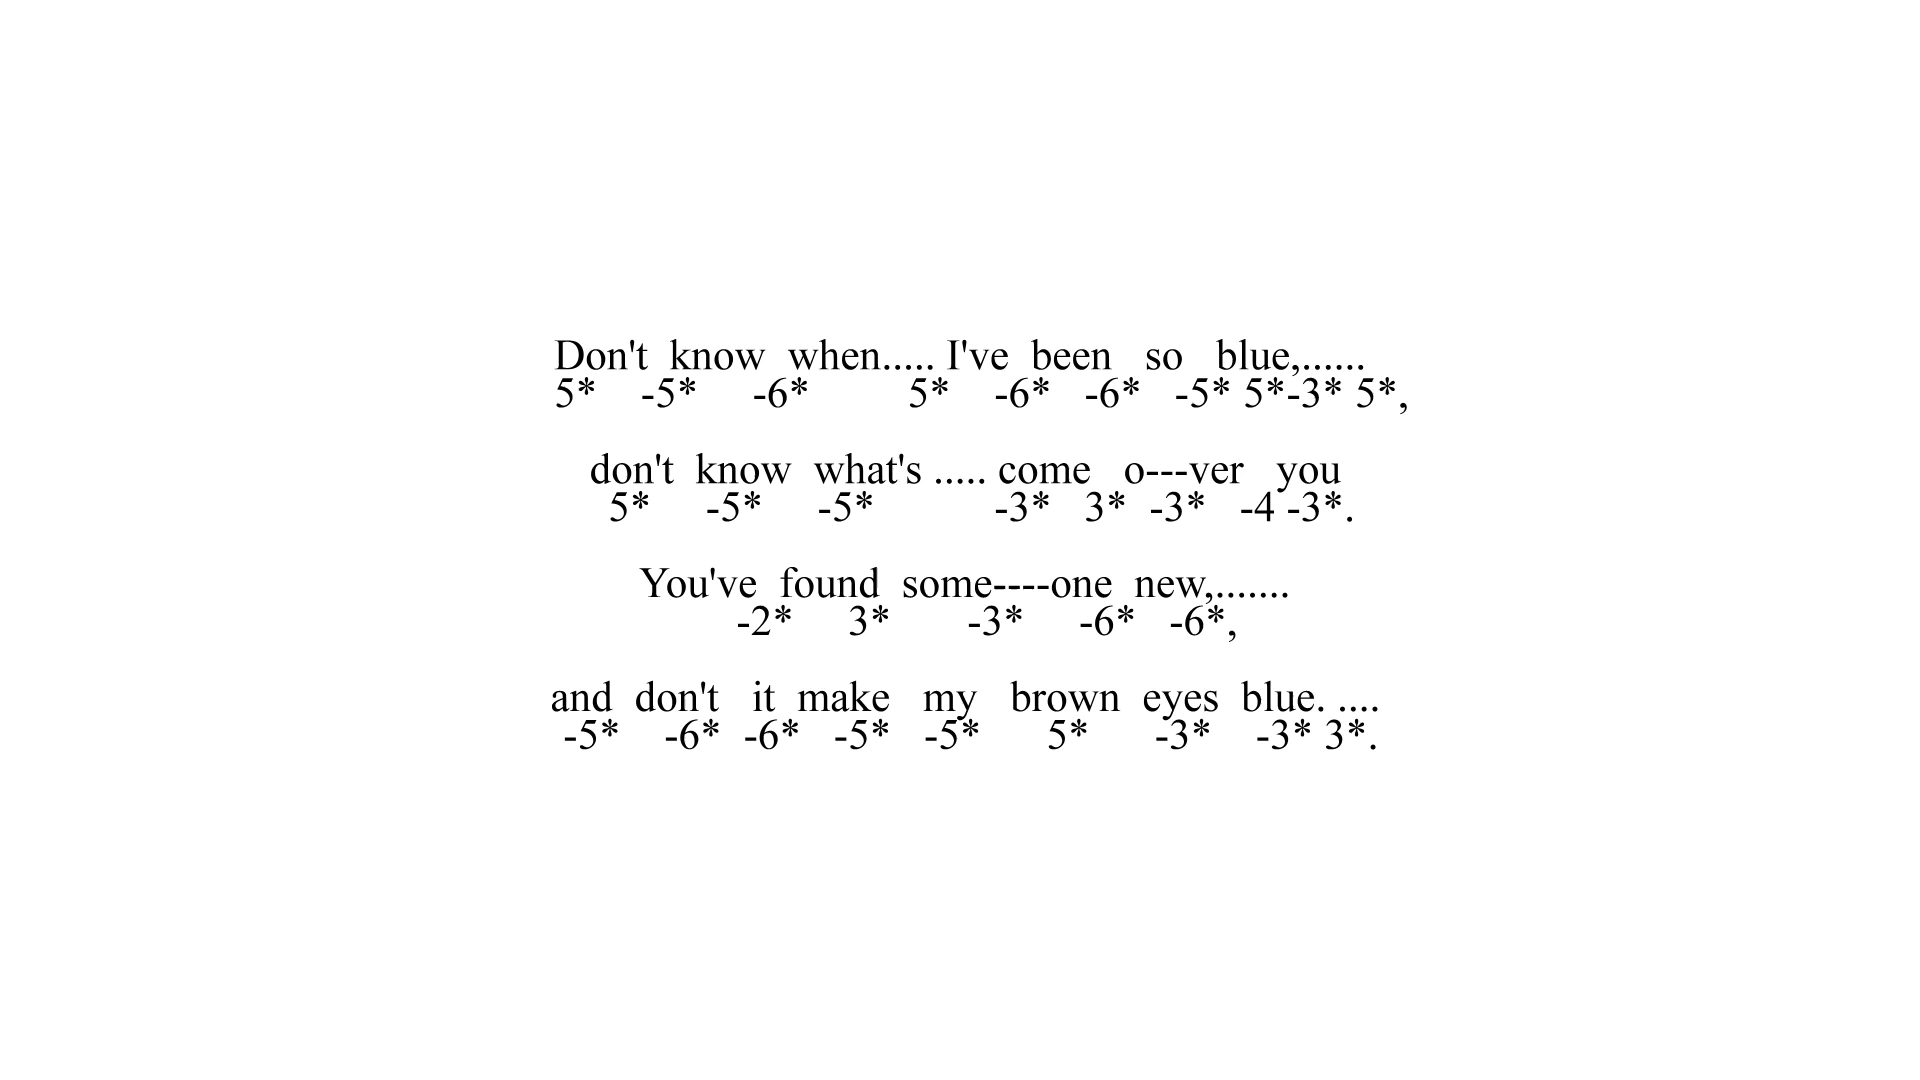 Don't know when..... I've been so blue,......
5* -5* -6* 5* -6* -6* -5* 5*-3* 5*,
don't know what's ..... come o---ver you
5* -5* -5* -3* 3* -3* -4 -3*.
You've found some----one new,.......
-2* 3* -3* -6* -6*,
and don't it make my brown eyes blue. ....
-5* -6* -6* -5* -5* 5* -3* -3* 3*.